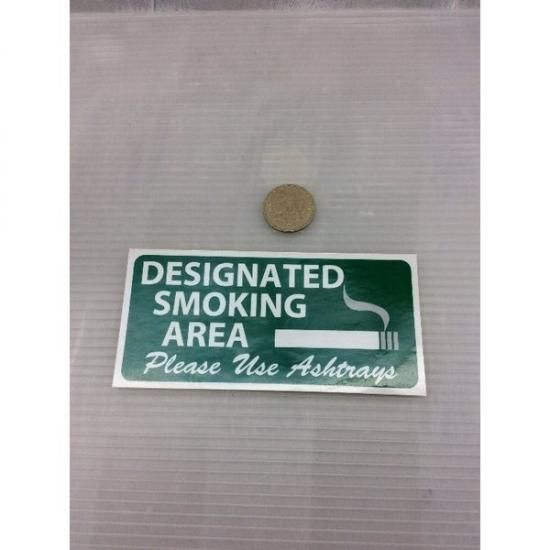 DESIGNATED
SMOKING
AREA
Please Use Ashtrays